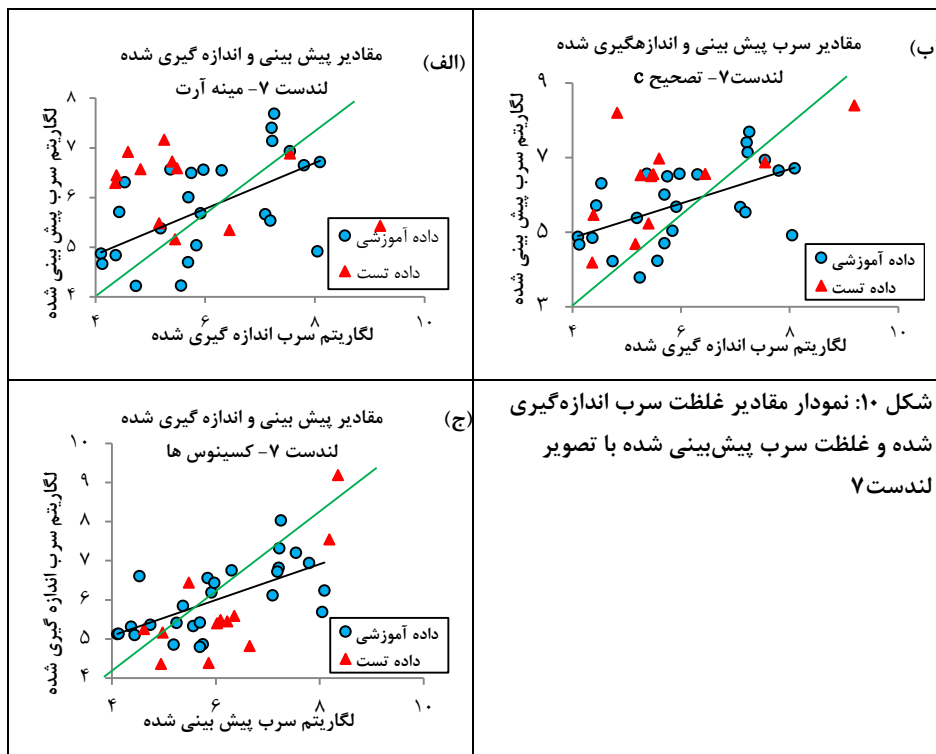 (الف)
مقادیر پیش بینی و اندازه گیری شده
لندست ۷- مینه آرت
لگاریتم سرب پیش بینی شده
۸
۷
۶
۵
۴
داده آموزشی
داده تست
۴ ۶ ۸ ۱۰
لگاریتم سرب اندازه گیری شده
ب)
مقادیر سرب پیش بینی و اندازهگیری شده
لندست۷- تصحیح c
لگاریتم سرب پیش بینی شده
۹
۷
۵
۳
داده آموزشی
داده تست
۴ ۶ ۸ ۱۰
لگاریتم سرب اندازه گیری شده
(ج)
مقادیر پیش بینی و اندازه گیری شده
لندست ۷- کسینوس ها
لگاریتم سرب اندازه گیری شده
۱۰
۹
۸
۷
۶
۵
۴
داده آموزشی
داده تست
۴ ۶ ۸ ۱۰
لگاریتم سرب پیش بینی شده
شکل ۱۰: نمودار مقادیر غلظت سرب اندازه‌گیری
شده و غلظت سرب پیش‌بینی شده با تصویر
لندست۷